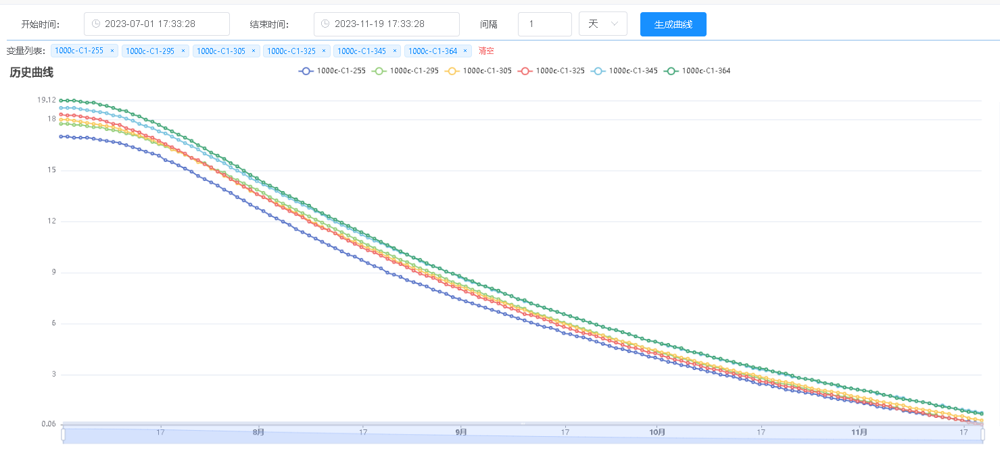 开始时间： 2023-07-01 17:33:28 结束时间： 2023-11-19 17:33:28 间隔 1 天 生成曲线
变量列表： 1000c-C1-255 × 1000c-C1-295 × 1000c-C1-305 × 1000c-C1-325 × 1000c-C1-345 × 1000c-C1-364 × 清空
历史曲线 1000c-C1-255 1000c-C1-295 1000c-C1-305 1000c-C1-325 1000c-C1-345 1000c-C1-364
19.12
18
15
12
9
6
3
0.06
17 8月 17 9月 17 10月 17 11月 17